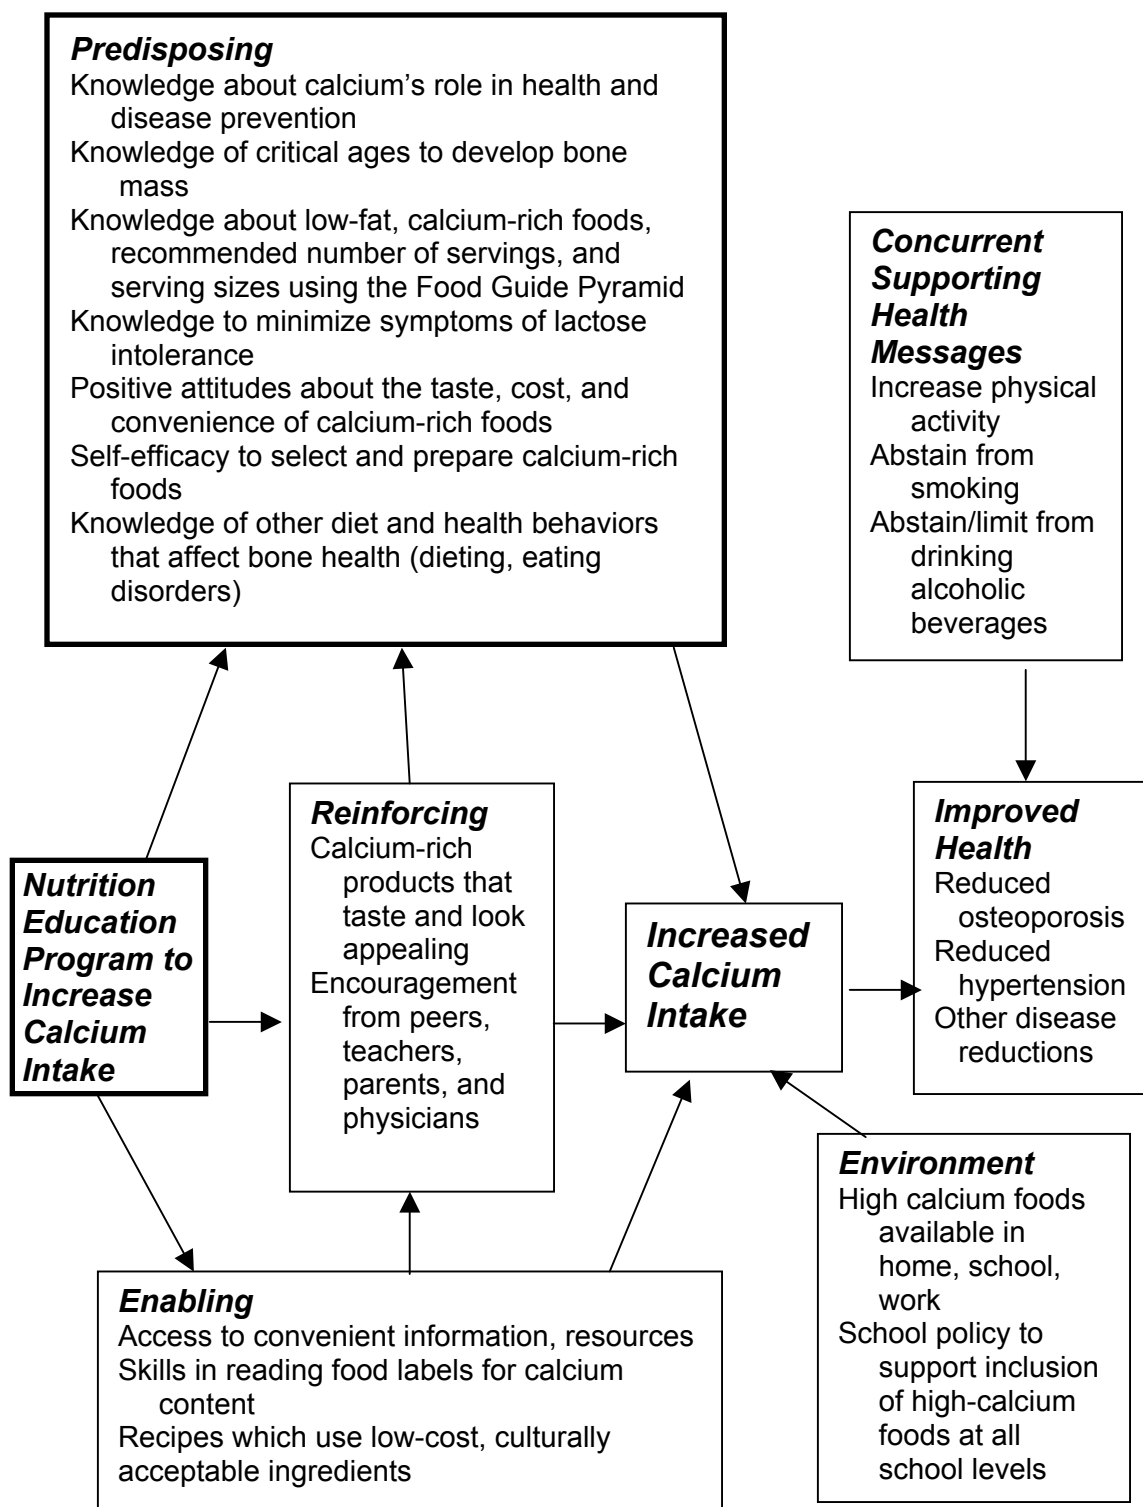 Predisposing
Knowledge about calcium's role in health and
disease prevention
Knowledge of critical ages to develop bone
mass
Knowledge about low-fat, calcium-rich foods,
recommended number of servings, and
serving sizes using the Food Guide Pyramid
Knowledge to minimize symptoms of lactose
intolerance
Positive attitudes about the taste, cost, and
convenience of calcium-rich foods
Self-efficacy to select and prepare calcium-rich
foods
Knowledge of other diet and health behaviors
that affect bone health (dieting, eating
disorders)
Concurrent
Supporting
Health
Messages
Increase physical
activity
Abstain from
smoking
Abstain/limit from
drinking
alcoholic
beverages
Nutrition
Education
Program to
Increase
Calcium
Intake
Reinforcing
Calcium-rich
products that
taste and look
appealing
Encouragement
from peers,
teachers,
parents, and
physicians
Increased
Calcium
Intake
Improved
Health
Reduced
osteoporosis
Reduced
hypertension
Other disease
reductions
Enabling
Access to convenient information, resources
Skills in reading food labels for calcium
content
Recipes which use low-cost, culturally
acceptable ingredients
Environment
High calcium foods
available in
home, school,
work
School policy to
support inclusion
of high-calcium
foods at all
school levels